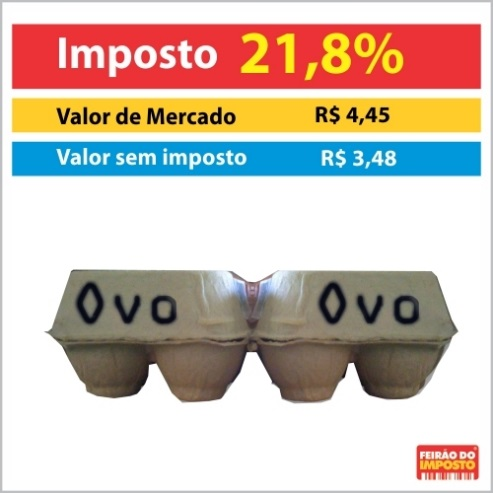 Imposto 21,8%
Valor de Mercado R$ 4,45
Valor sem imposto R$ 3,48
Ovo Ovo
FEIRÃO DO
IMPOSTO